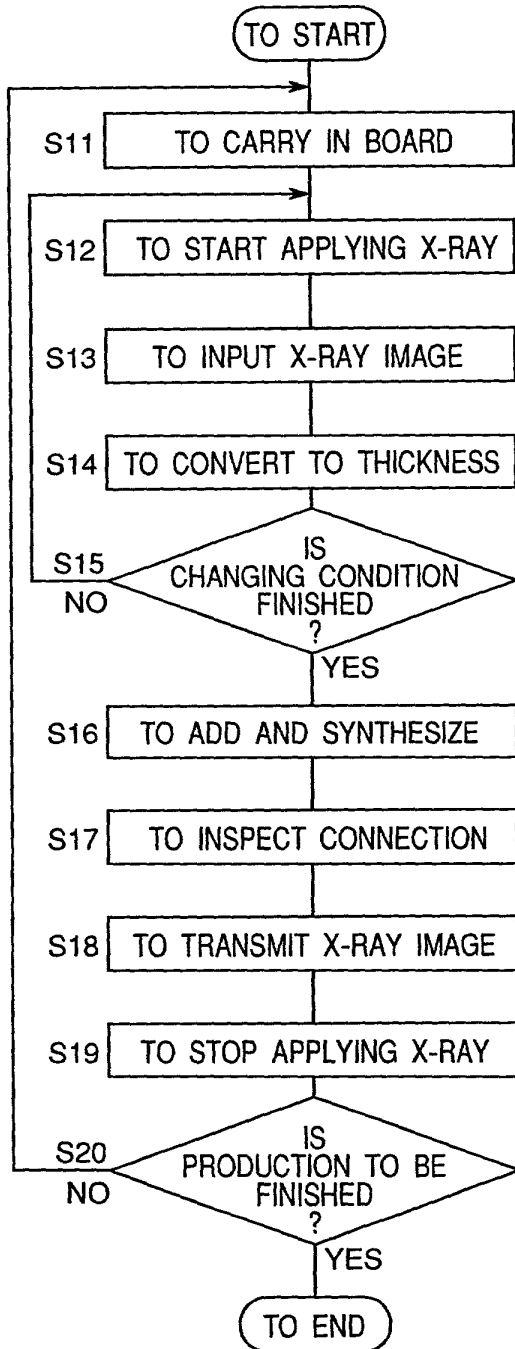 TO START
S11 TO CARRY IN BOARD
S12 TO START APPLYING X-RAY
S13 TO INPUT X-RAY IMAGE
S14 TO CONVERT TO THICKNESS
S15
NO
IS
CHANGING CONDITION
FINISHED
?
YES
S16 TO ADD AND SYNTHESIZE
S17 TO INSPECT CONNECTION
S18 TO TRANSMIT X-RAY IMAGE
S19 TO STOP APPLYING X-RAY
S20
NO
IS
PRODUCTION TO BE
FINISHED
?
YES
TO END